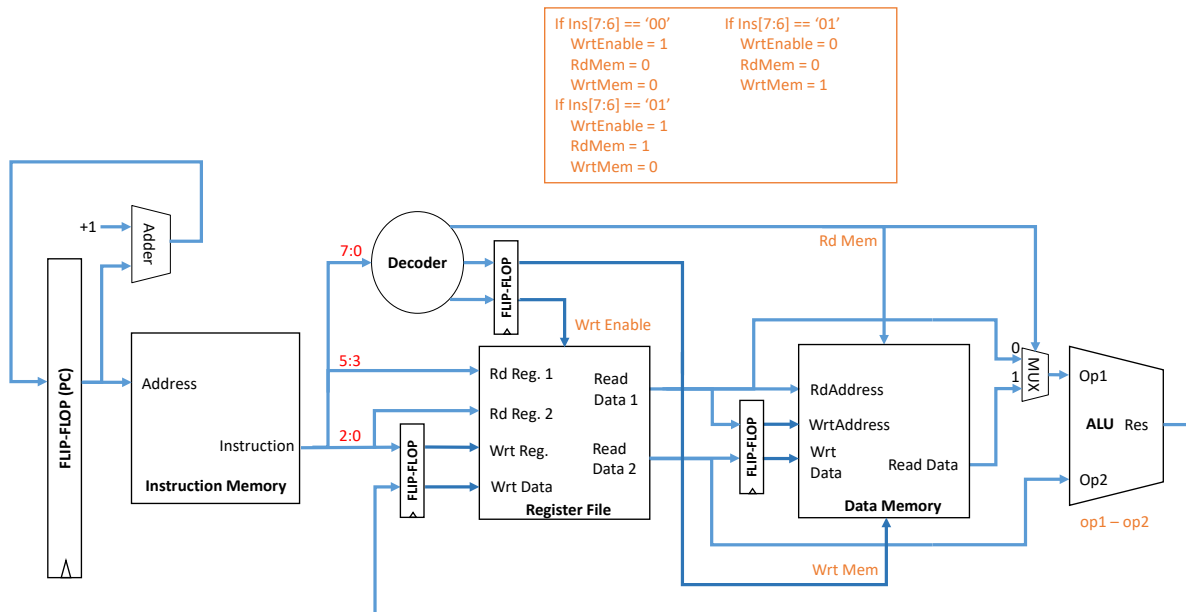 If Ins[7:6] == ‘00’
WrtEnable = 1
RdMem = 0
WrtMem = 0
If Ins[7:6] == ‘01’
WrtEnable = 1
RdMem = 1
WrtMem = 0
If Ins[7:6] == ‘01’
WrtEnable = 0
RdMem = 0
WrtMem = 1
+1
Adder
FLIP-FLOP (PC)
Address
Instruction
Instruction Memory
7:0
5:3
2:0
Decoder
FLIP-FLOP
Wrt Enable
Rd Mem
FLIP-FLOP
Rd Reg. 1
Rd Reg. 2
Wrt Reg.
Wrt Data
Read
Data 1
Read
Data 2
Register File
FLIP-FLOP
RdAddress
WrtAddress
Wrt
Data
Read Data
Data Memory
Wrt Mem
0
1
MUX
Op1
ALU
Res
Op2
op1 – op2